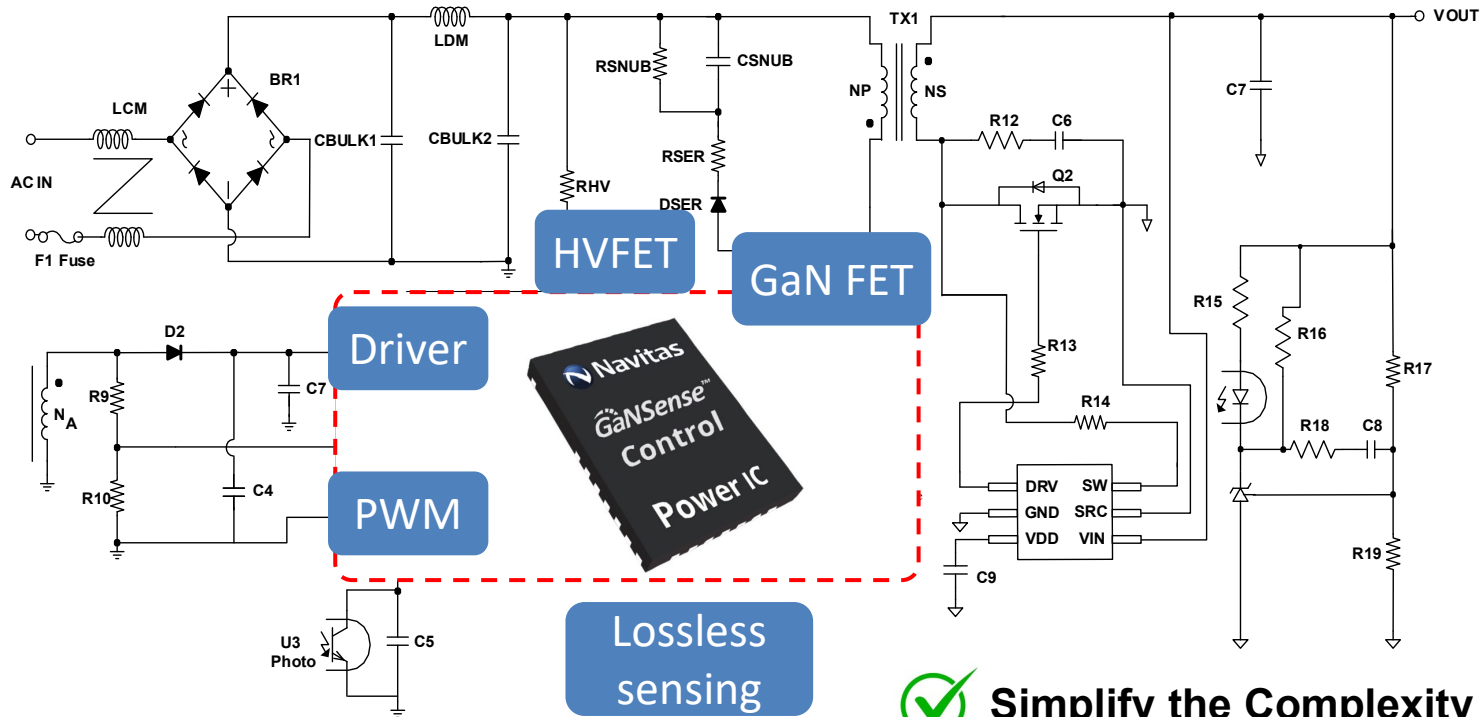 TX1
VOUT
LDM
RSNUB
CSNUB
BR1
LCM
NP
NS
C7
CBULK1
CBULK2
R12
C6
RSER
AC IN
RHV
DSER
Q2
F1 Fuse
HVFET
GaN FET
R15
R16
D2
Driver
R13
R17
R9
C7
Navitas
NA
GaNSense™
Control
Power IC
R14
R18
C8
R10
C4
PWM
DRV
SW
GND
SRC
VDD
VIN
R19
C9
U3
Photo
C5
Lossless
sensing
Simplify the Complexity